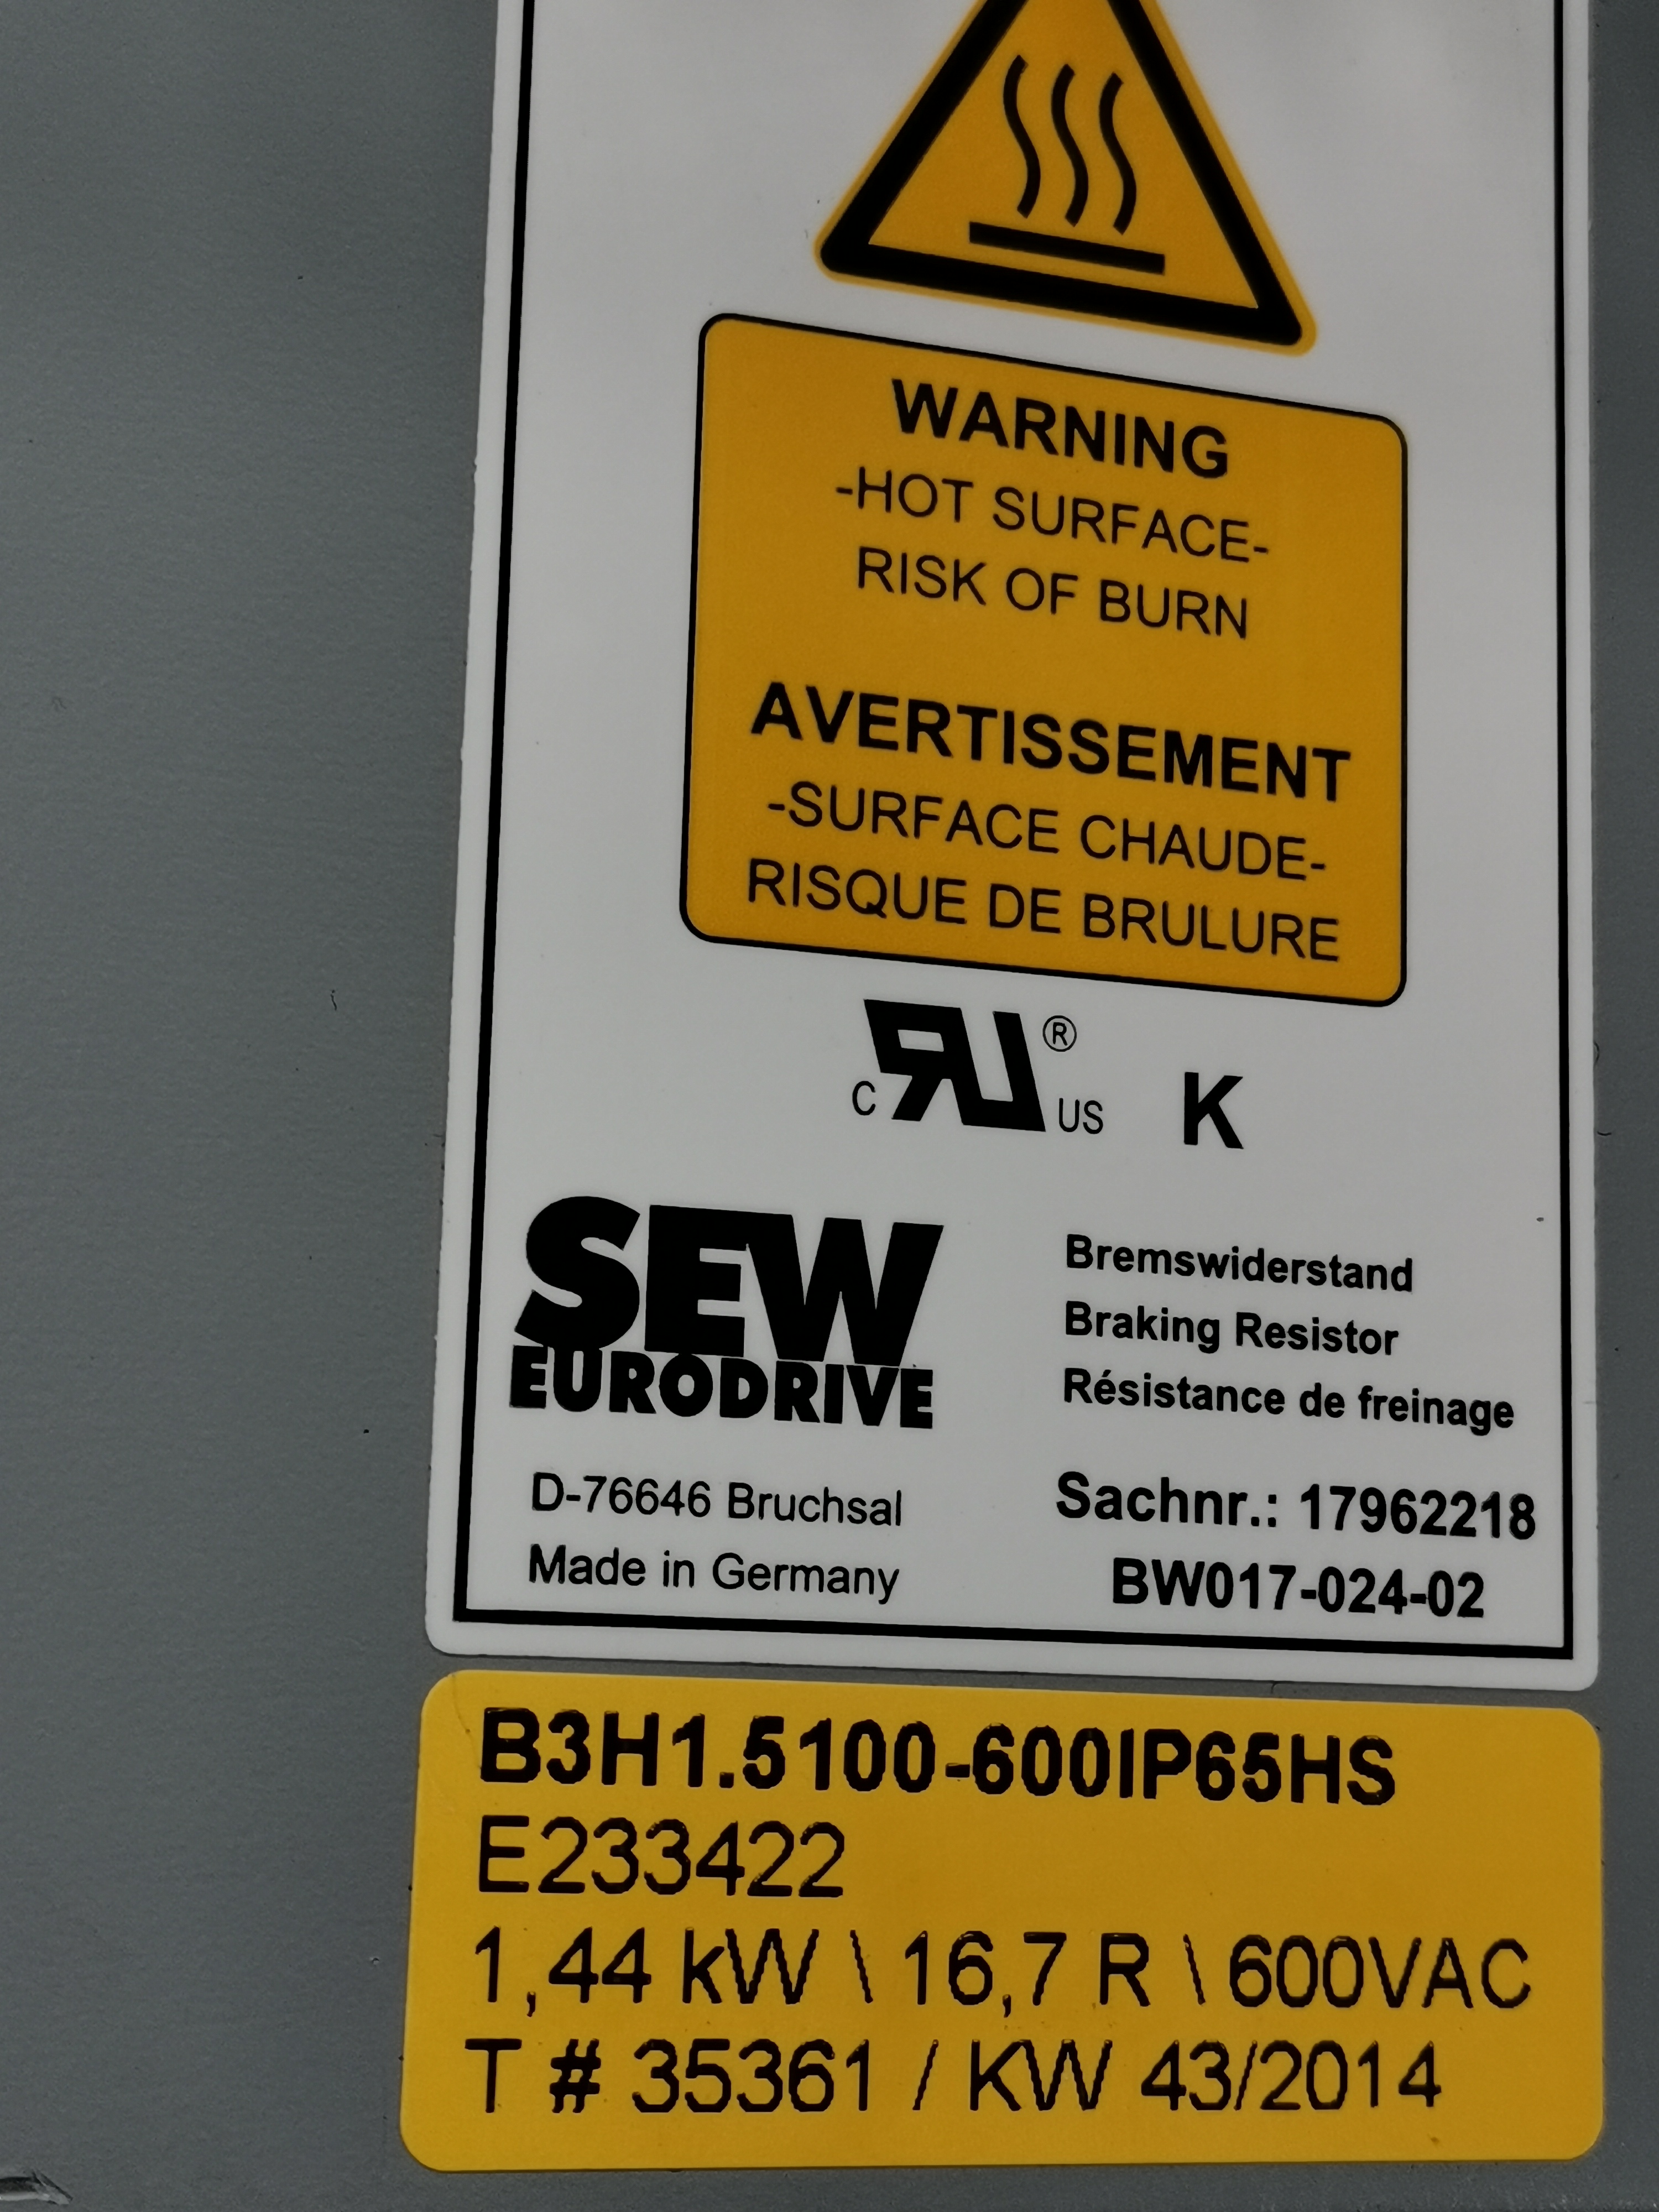 WARNING
-HOT SURFACE-
RISK OF BURN
AVERTISSEMENT
-SURFACE CHAUDE-
RISQUE DE BRULURE
c RU ® US K
SEW
EURODRIVE
Bremswiderstand
Braking Resistor
Résistance de freinage
D-76646 Bruchsal
Made in Germany
Sachnr.: 17962218
BW017-024-02
B3H1.5100-600IP65HS
E233422
1,44 kW \ 16,7 R \ 600VAC
T # 35361 / KW 43/2014